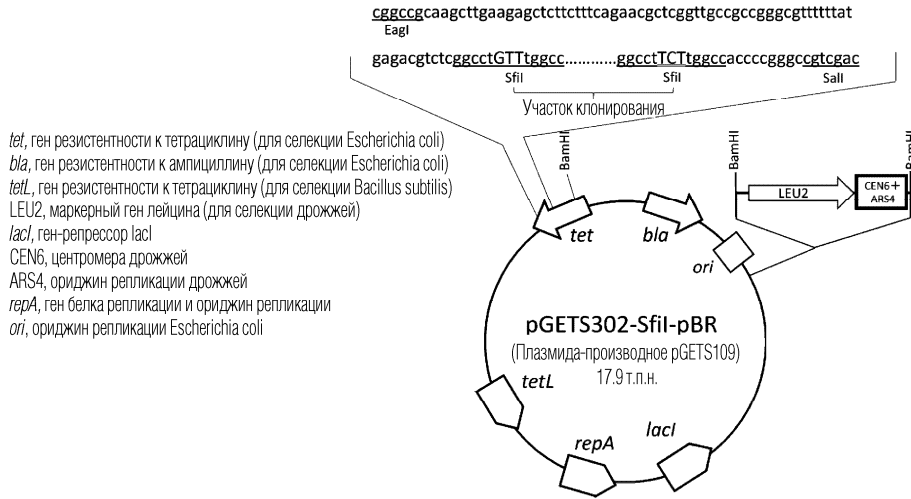 cggccgcaagcttgaagagctcttctttcagaacgctcggttgccgccgggcgttttttat
EagI
gagacgtctcggcctGTTtggcc…………ggcctTCTtggccaccccgggccgtcgac
SfiI
SfiI
SalI
Участок клонирования
tet, ген резистентности к тетрациклину (для селекции Escherichia coli)
bla, ген резистентности к ампициллину (для селекции Escherichia coli)
tetL, ген резистентности к тетрациклину (для селекции Bacillus subtilis)
LEU2, маркерный ген лейцина (для селекции дрожжей)
lacI, ген-репрессор lacI
CEN6, центромера дрожжей
ARS4, ориджин репликации дрожжей
repA, ген белка репликации и ориджин репликации
ori, ориджин репликации Escherichia coli
BamHI
BamHI
BamHI
LEU2
CEN6+
ARS4
tet
bla
ori
pGETS302-SfiI-pBR
(Плазмида-производное pGETS109)
17.9 т.п.н.
tetL
repA
lacI